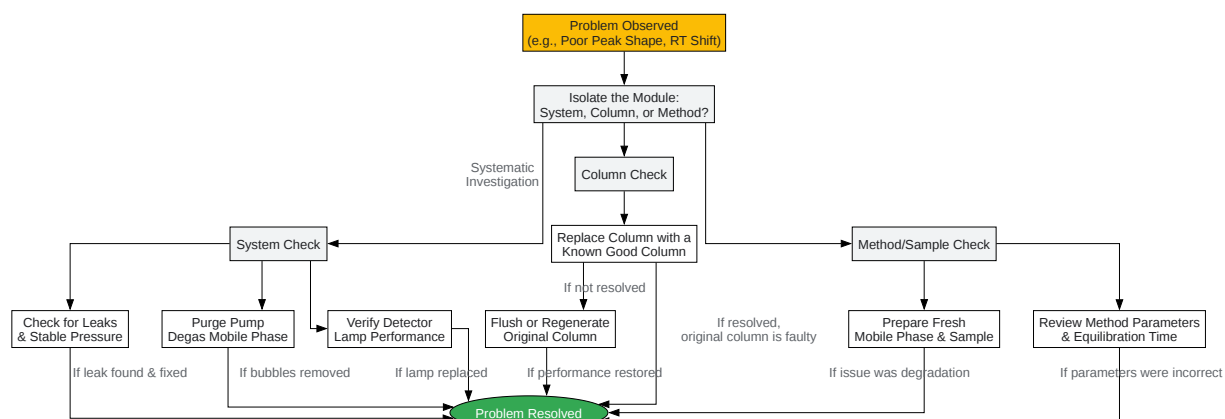 Problem Observed
(e.g., Poor Peak Shape, RT Shift)
Isolate the Module:
System, Column, or Method?
Systematic
Investigation
Column Check
System Check
Replace Column with a
Known Good Column
Method/Sample Check
If not resolved
Check for Leaks
& Stable Pressure
Purge Pump
Degas Mobile Phase
Verify Detector
Lamp Performance
Flush or Regenerate
Original Column
If resolved,
original column is faulty
Prepare Fresh
Mobile Phase & Sample
Review Method Parameters
& Equilibration Time
If leak found & fixed
If bubbles removed
If lamp replaced
If performance restored
If issue was degradation
If parameters were incorrect
Problem Resolved